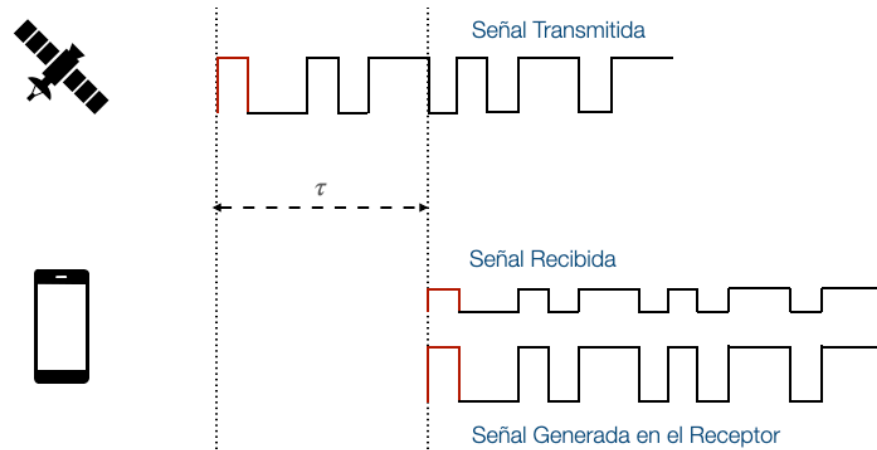 Señal Transmitida
τ
Señal Recibida
Señal Generada en el Receptor